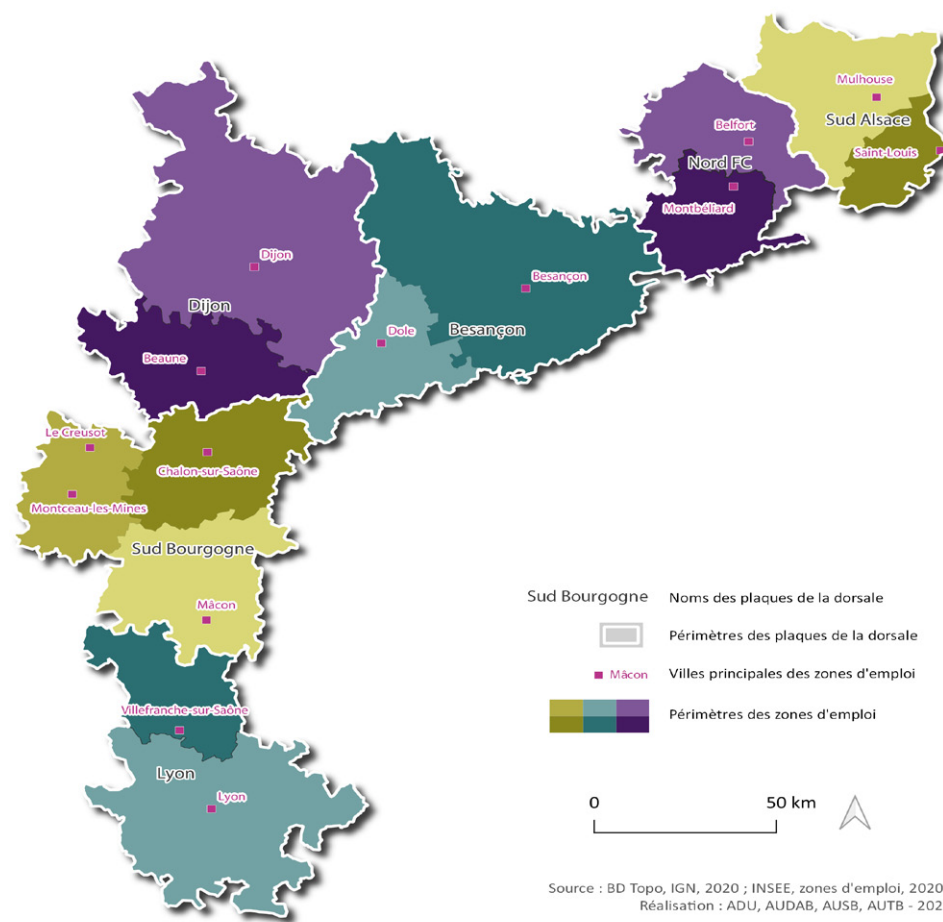 Mulhouse
Sud Alsace
Belfort
Saint-Louis
Nord FC
Montbéliard
Dijon
Besançon
Dijon
Dole
Besançon
Beaune
Le Creusot
Chalon-sur-Saône
Montceau-les-Mines
Sud Bourgogne
Mâcon
Villefranche-sur-Saône
Lyon
Lyon
Sud Bourgogne Noms des plaques de la dorsale
Périmètres des plaques de la dorsale
Mâcon Villes principales des zones d'emploi
Périmètres des zones d'emploi
0 50 km
Source : BD Topo, IGN, 2020 ; INSEE, zones d'emploi, 2020
Réalisation : ADU, AUDAB, AUSB, AUTB - 202